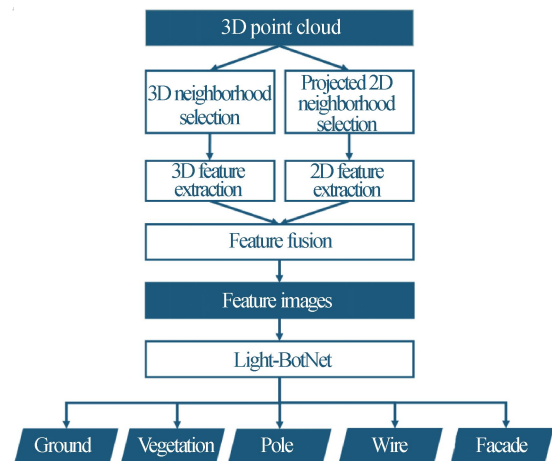 3D point cloud
3D neighborhood
selection
Projected 2D
neighborhood
selection
3D feature
extraction
2D feature
extraction
Feature fusion
Feature images
Light-BotNet
Ground
Vegetation
Pole
Wire
Facade